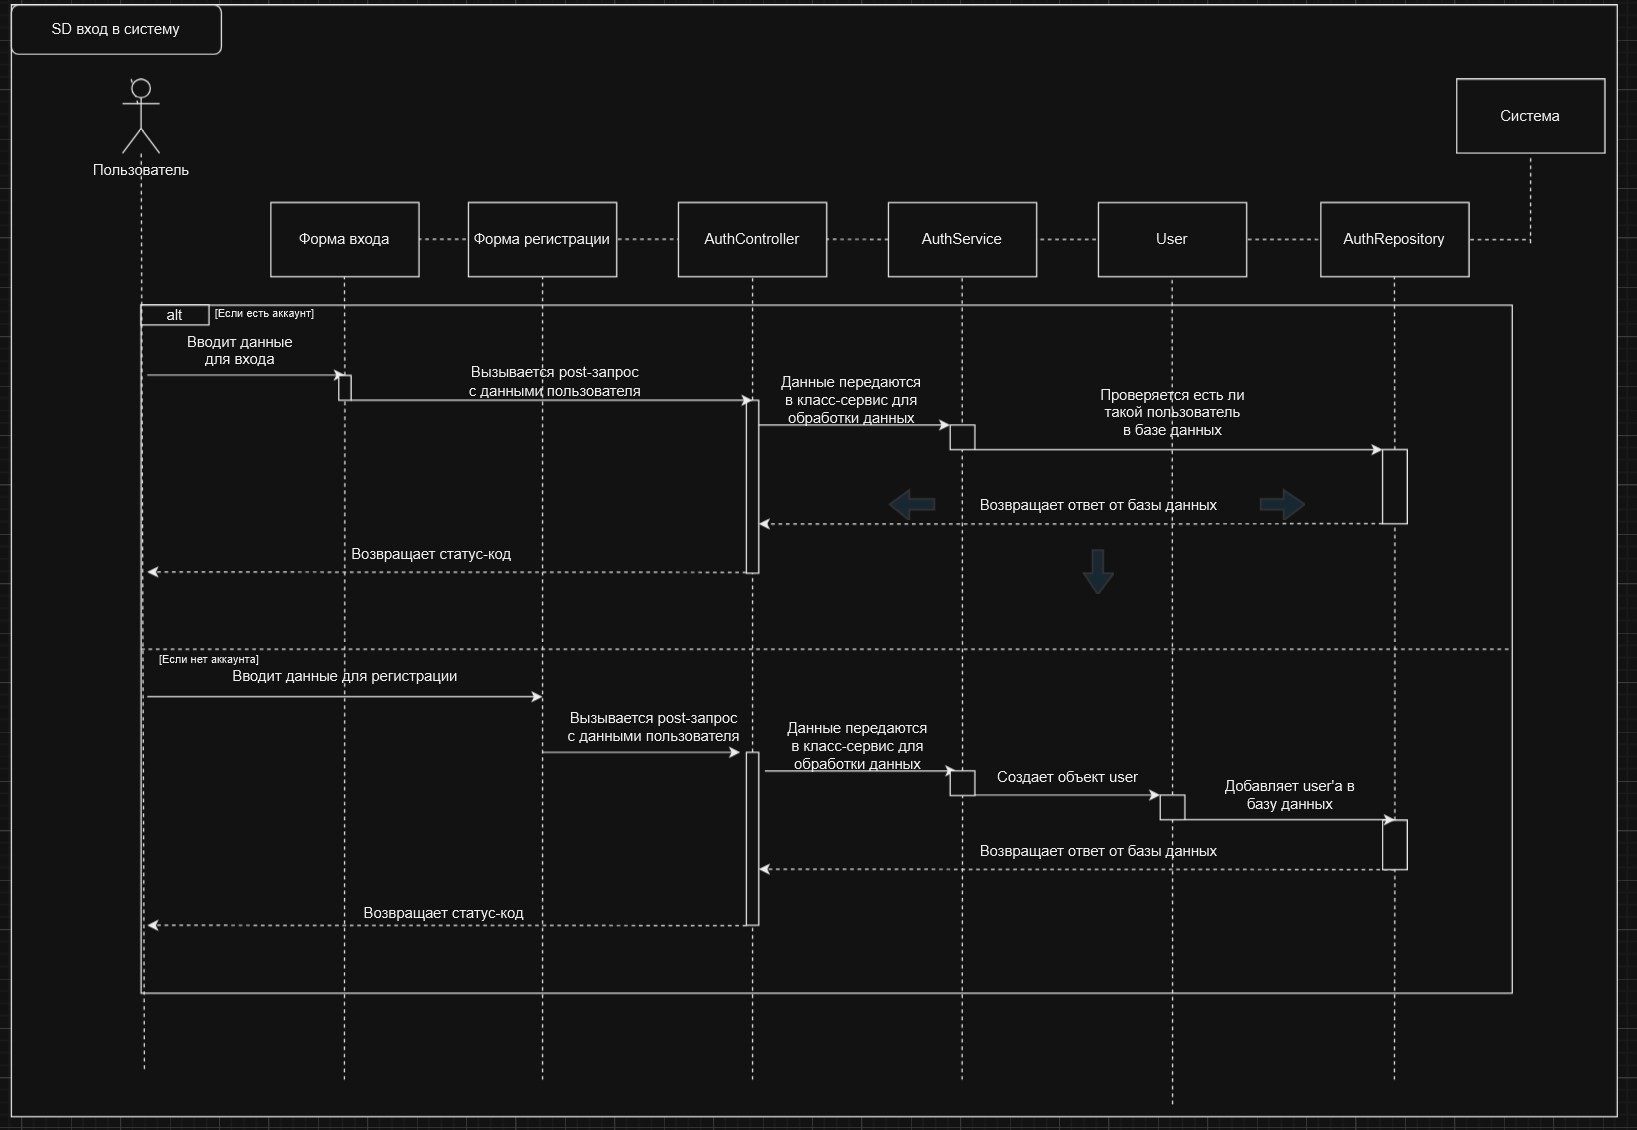 SD вход в систему
Пользователь
Система
Форма входа
Форма регистрации
AuthController
AuthService
User
AuthRepository
alt
[Если есть аккаунт]
Вводит данные
для входа
Вызывается post-запрос
с данными пользователя
Данные передаются
в класс-сервис для
обработки данных
Проверяется есть ли
такой пользователь
в базе данных
Возвращает ответ от базы данных
Возвращает статус-код
[Если нет аккаунта]
Вводит данные для регистрации
Вызывается post-запрос
с данными пользователя
Данные передаются
в класс-сервис для
обработки данных
Создает объект user
Добавляет user'а в
базу данных
Возвращает ответ от базы данных
Возвращает статус-код